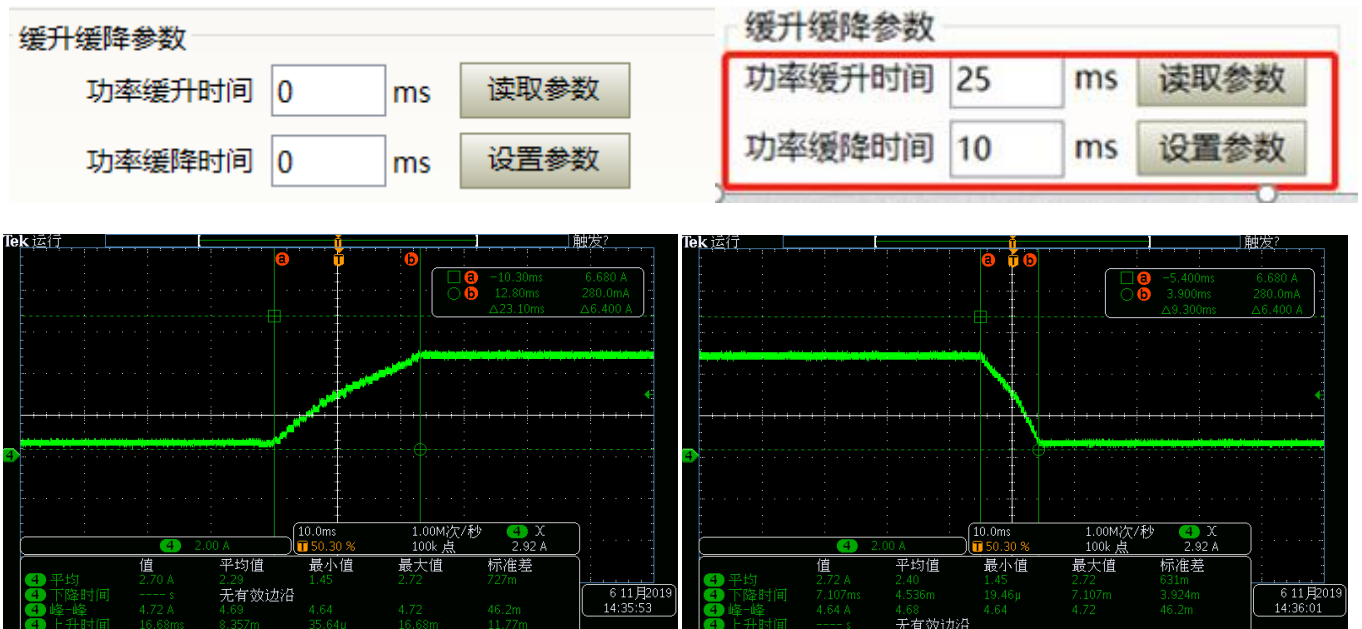 缓升缓降参数
功率缓升时间 0 ms 读取参数
功率缓降时间 0 ms 设置参数
缓升缓降参数
功率缓升时间 25 ms 读取参数
功率缓降时间 10 ms 设置参数
Tek 运行 T 触发?
a T b
a -10.30ms 6.680 A
b 12.80ms 280.0mA
△23.10ms △6.400 A
4
10.0ms 1.00M次/秒 4 X
4 2.00 A T 50.30 % 100k 点 2.92 A
值 平均值 最小值 最大值 标准差
4 平均 2.70 A 2.29 1.45 2.72 727m
4 下降时间 ---- s 无有效边沿
4 峰-峰 4.72 A 4.69 4.64 4.72 46.2m
4 上升时间 16.68ms 8.357m 35.64μ 16.68m 11.77m
6 11月2019
14:35:53
Tek 运行 T 触发?
a T b
a -5.400ms 6.680 A
b 3.900ms 280.0mA
△9.300ms △6.400 A
4
10.0ms 1.00M次/秒 4 X
4 2.00 A T 50.30 % 100k 点 2.92 A
值 平均值 最小值 最大值 标准差
4 平均 2.72 A 2.40 1.45 2.72 631m
4 下降时间 7.107ms 4.536m 19.46μ 7.107m 3.924m
4 峰-峰 4.64 A 4.68 4.64 4.72 46.2m
4 上升时间 ---- s 无有效边沿
6 11月2019
14:36:01